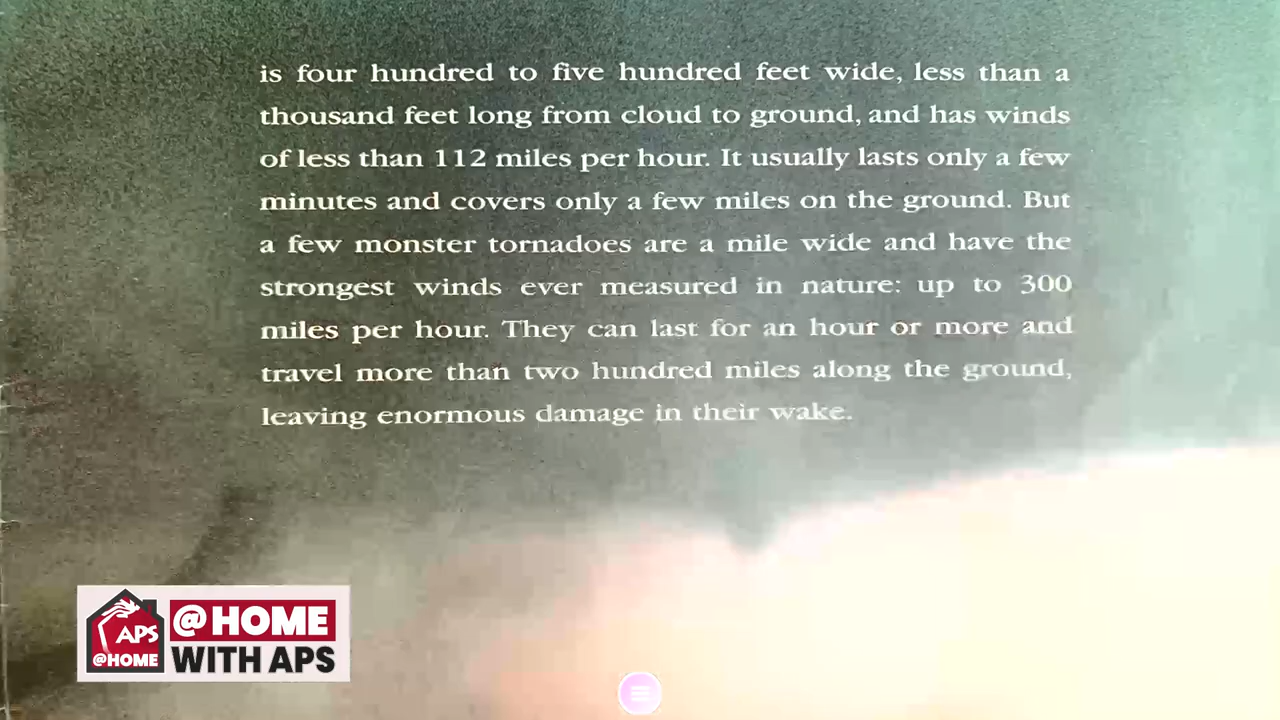 is four hundred to five hundred feet wide, less than a
thousand feet long from cloud to ground, and has winds
of less than 112 miles per hour. It usually lasts only a few
minutes and covers only a few miles on the ground. But
a few monster tornadoes are a mile wide and have the
strongest winds ever measured in nature: up to 300
miles per hour. They can last for an hour or more and
travel more than two hundred miles along the ground,
leaving enormous damage in their wake.
APS
@HOME
@HOME
WITH APS